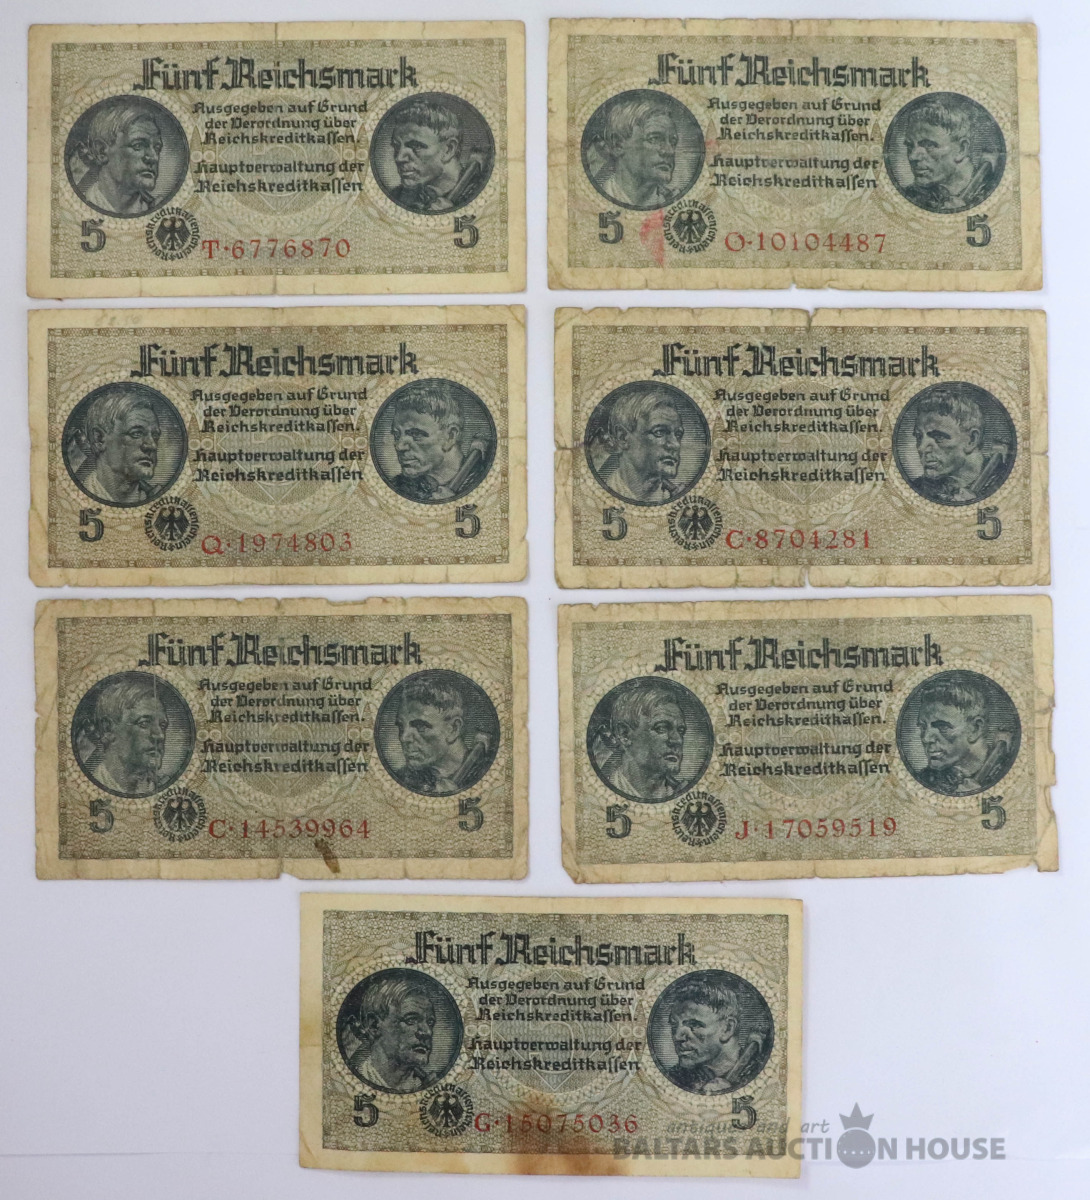 Fünf Reichsmark
Ausgegeben auf Grund
der Verordnung über
Reichskreditkassen.
Hauptverwaltung der
Reichskreditkassen
5 5
T·6776870
Fünf Reichsmark
Ausgegeben auf Grund
der Verordnung über
Reichskreditkassen.
Hauptverwaltung der
Reichskreditkassen
5 5
O·10104487
Fünf Reichsmark
Ausgegeben auf Grund
der Verordnung über
Reichskreditkassen.
Hauptverwaltung der
Reichskreditkassen
5 5
Q·1974803
Fünf Reichsmark
Ausgegeben auf Grund
der Verordnung über
Reichskreditkassen.
Hauptverwaltung der
Reichskreditkassen
5 5
C·8704281
Fünf Reichsmark
Ausgegeben auf Grund
der Verordnung über
Reichskreditkassen.
Hauptverwaltung der
Reichskreditkassen
5 5
C·14539964
Fünf Reichsmark
Ausgegeben auf Grund
der Verordnung über
Reichskreditkassen.
Hauptverwaltung der
Reichskreditkassen
5 5
J·17059519
Fünf Reichsmark
Ausgegeben auf Grund
der Verordnung über
Reichskreditkassen.
Hauptverwaltung der
Reichskreditkassen
5 5
G·15075036
antique and art
BALTARS AUCTION HOUSE